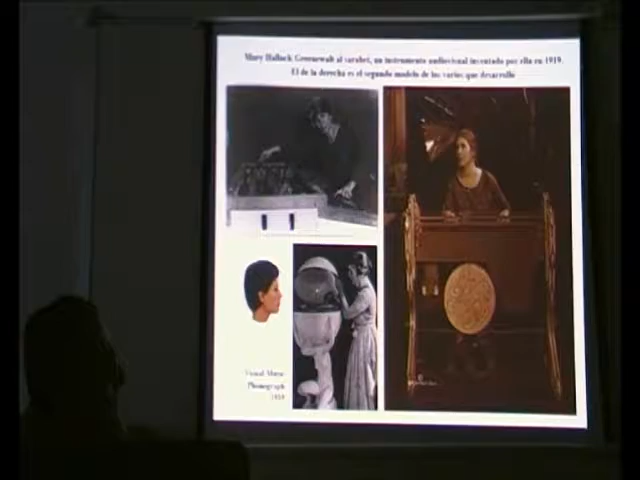 Mary Hallock Greenewalt al sarabet, un instrumento audiovisual inventado por ella en 1919.
El de la derecha es el segundo modelo de los varios que desarrolló
Visual Music
Phonograph
1919